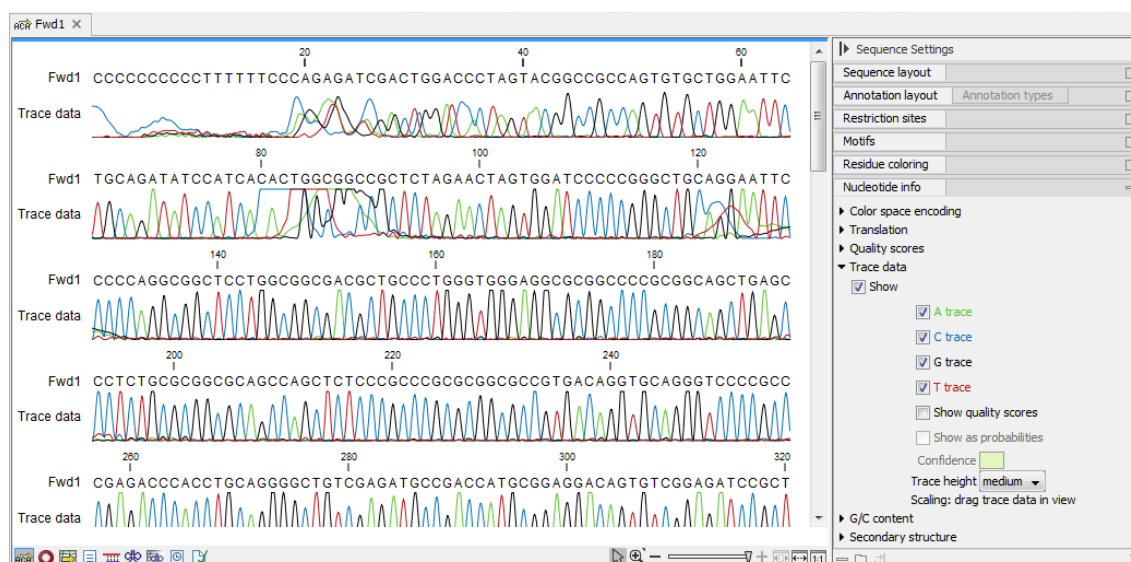 Fwd1
20 40 60
Fwd1 CCCCCCCCCCTTTTTTCCCAGAGATCGACTGGACCCTAGTACGGCCGCCAGTGTGCTGGAATTC
Trace data
80 100 120
Fwd1 TGCAGATATCCATCACACTGGCGGCCGCTCTAGAACTAGTGGATCCCCCGGGCTGCAGGAATTC
Trace data
140 160 180
Fwd1 CCCCAGGCGGCTCCTGGCGGCGACGCTGCCCTGGGTGGGAGGCGCGGCCCCGCGGCAGCTGAGC
Trace data
200 220 240
Fwd1 CCTCTGCGCGGCGCAGCCAGCTCTCCCGCCCGCGCGGCGCCGTGACAGGTGCAGGGTCCCCGCC
Trace data
260 280 300 320
Fwd1 CGAGACCCACCTGCAGGGGCTGTCGAGATGCCGACCATGCGGAGGACAGTGTCGGAGATCCGCT
Trace data
Sequence Settings
Sequence layout
Annotation layout Annotation types
Restriction sites
Motifs
Residue coloring
Nucleotide info
Color space encoding
Translation
Quality scores
Trace data
Show
A trace
C trace
G trace
T trace
Show quality scores
Show as probabilities
Confidence
Trace height medium
Scaling: drag trace data in view
G/C content
Secondary structure
1:1